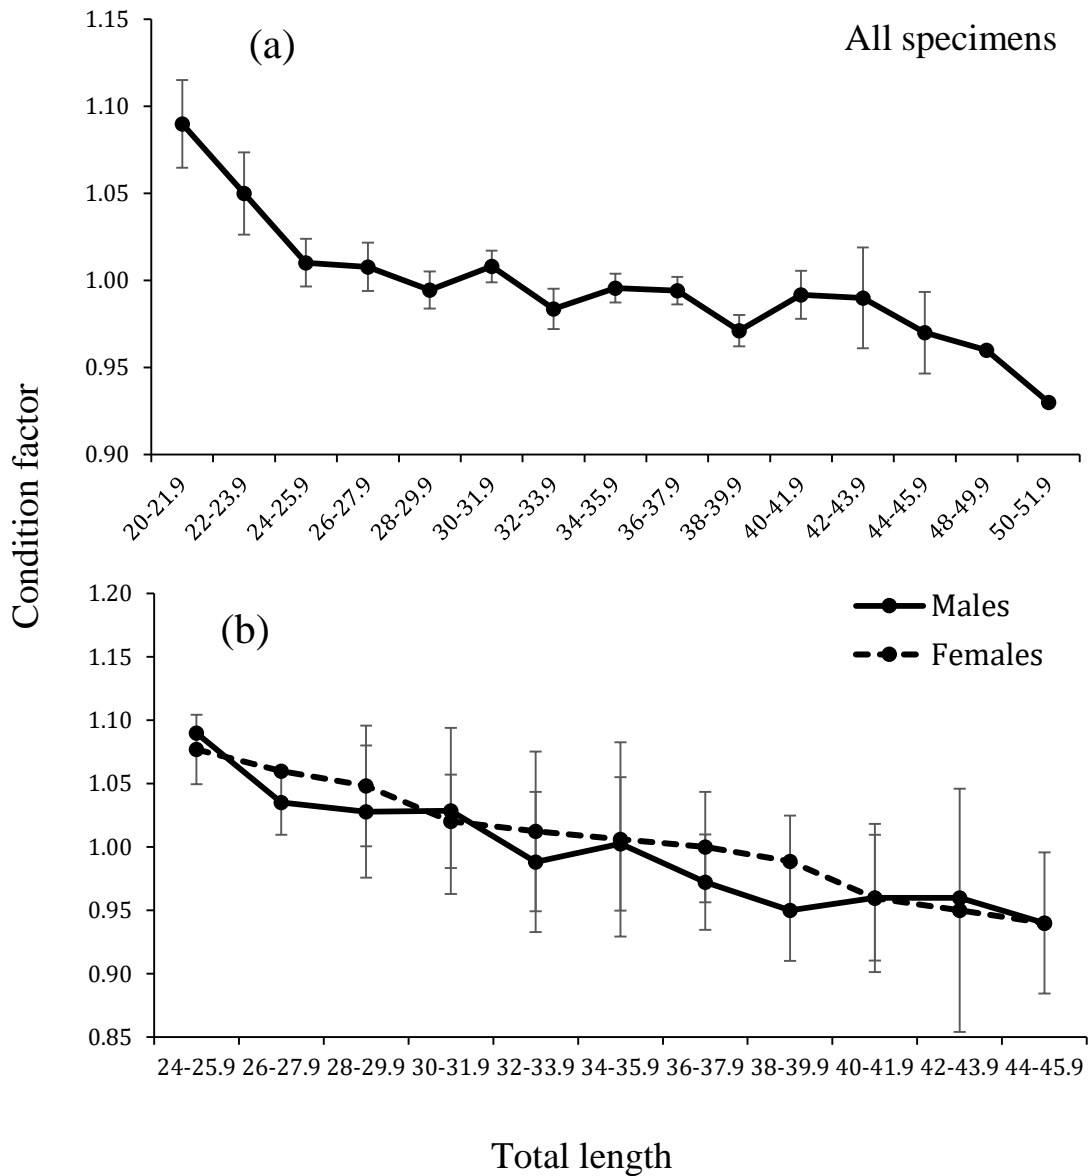 1.15
(a)
All specimens
1.10
1.05
1.00
0.95
0.90
20-21.9 22-23.9 24-25.9 26-27.9 28-29.9 30-31.9 32-33.9 34-35.9 36-37.9 38-39.9 40-41.9 42-43.9 44-45.9 48-49.9 50-51.9
Condition factor
1.20
Males
(b)
1.15
Females
1.10
1.05
1.00
0.95
0.90
0.85
24-25.9 26-27.9 28-29.9 30-31.9 32-33.9 34-35.9 36-37.9 38-39.9 40-41.9 42-43.9 44-45.9
Total length